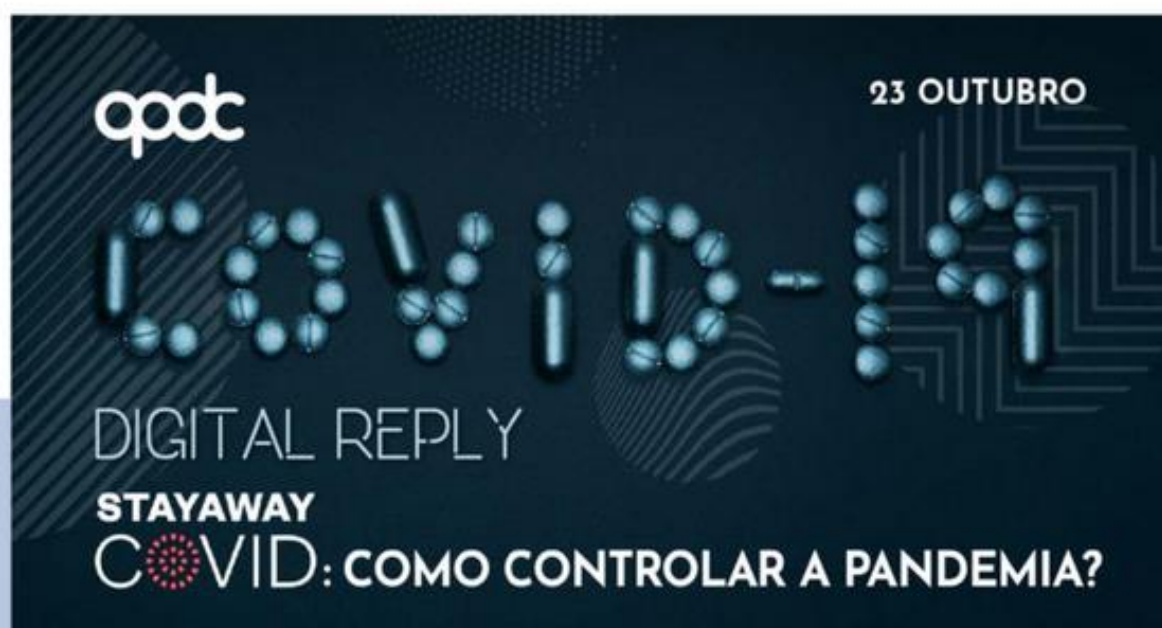 apdc
23 OUTUBRO
COVID-19
DIGITAL REPLY
STAYAWAY
COVID: COMO CONTROLAR A PANDEMIA?